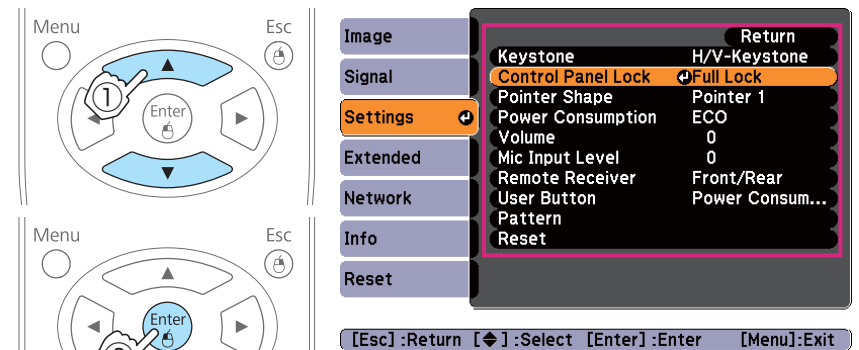 Menu
Esc
1
Enter
Menu
Esc
Enter
Image
Signal
Settings
Extended
Network
Info
Reset
Return
Keystone H/V-Keystone
Control Panel Lock Full Lock
Pointer Shape Pointer 1
Power Consumption ECO
Volume 0
Mic Input Level 0
Remote Receiver Front/Rear
User Button Power Consum...
Pattern
Reset
[Esc] :Return [◆] :Select [Enter] :Enter [Menu]:Exit